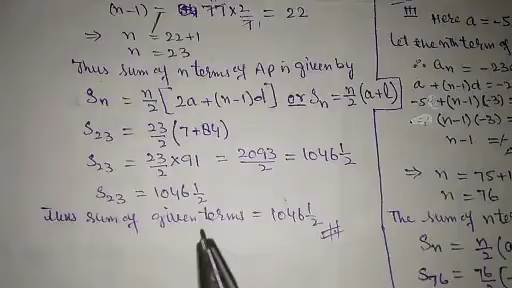 (n-1) = 77×2/7 = 22
⇒ n = 22+1
n = 23
Thus sum of n terms of AP is given by
Sn = n/2 [2a+(n-1)d] or Sn = n/2 (a+l)
S23 = 23/2 (7+84)
S23 = 23/2 × 91 = 2093/2 = 1046 1/2
S23 = 1046 1/2
Thus sum of given terms = 1046 1/2
III
Here a = -5
Let the nth term of
∴ an = -230
a + (n-1)d = -2
-5 + (n-1)(-3) =
(n-1)(-3) =
n-1 =
⇒ n = 75+1
n = 76
The sum of n ter
Sn = n/2 (a
S76 = 76/2 (-